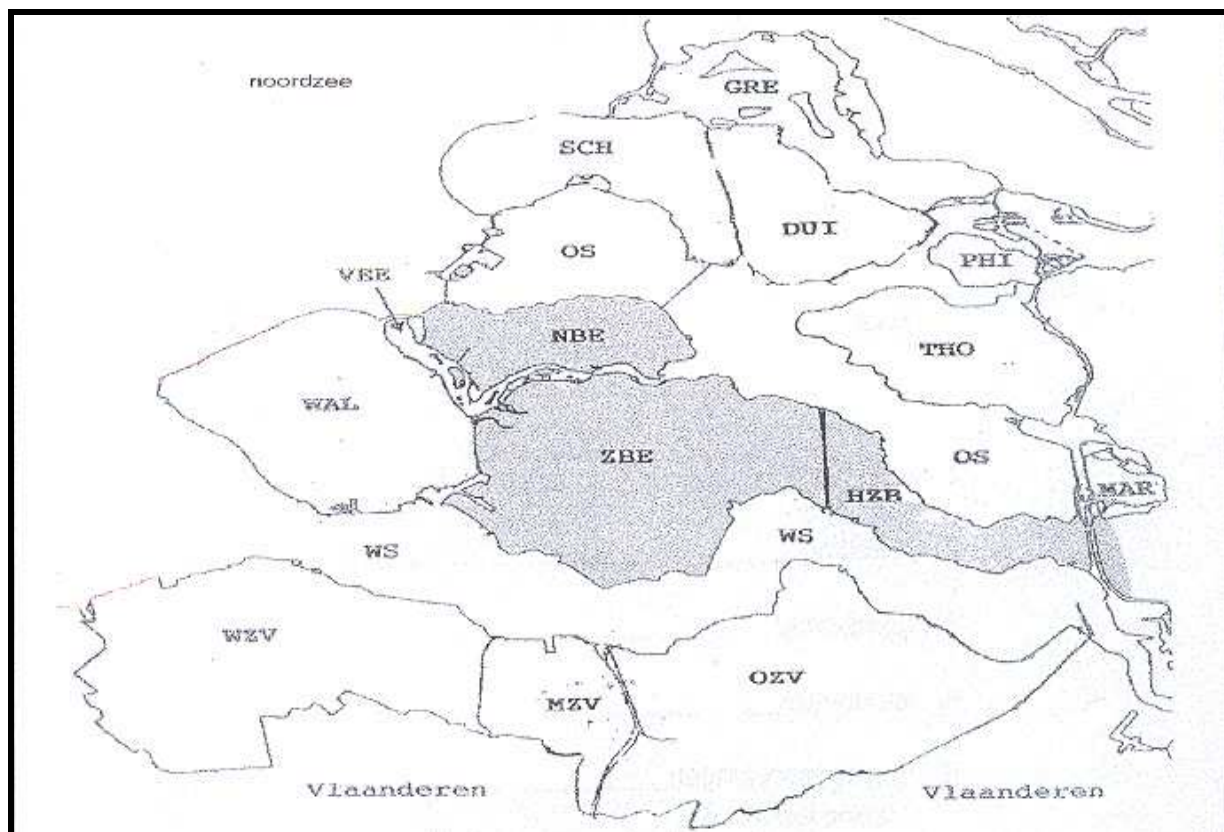 noordzee
GRE
SCH
DUI
OS
PHI
VEE
NBE
THO
WAL
ZBE
OS
HZB
MAR
WS
WS
WZV
OZV
MZV
Vlaanderen
Vlaanderen